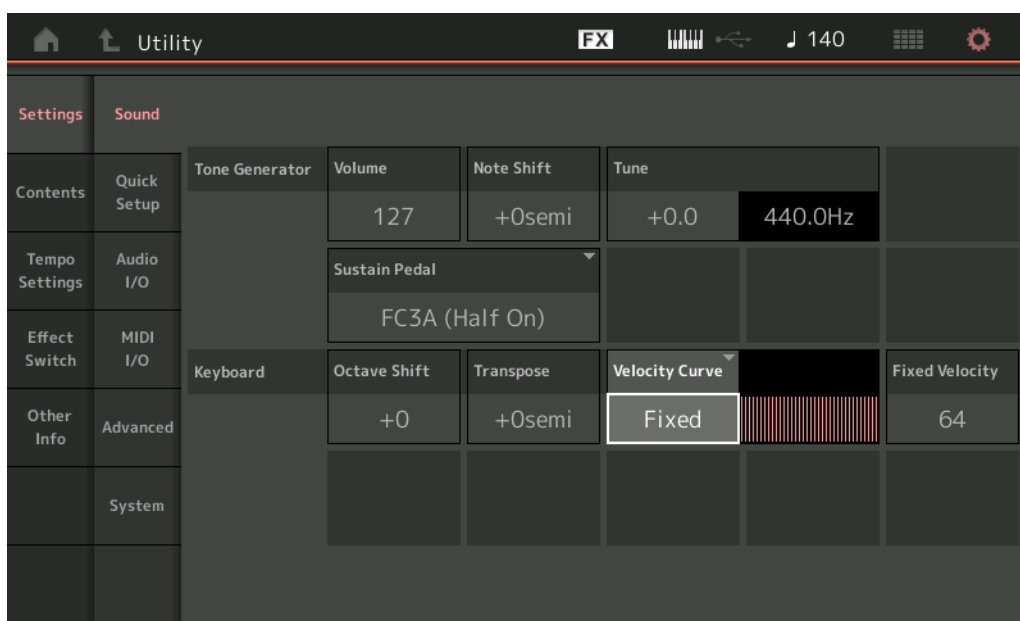 Utility
FX
♩ 140
Settings
Sound
Contents
Quick
Setup
Tempo
Settings
Audio
I/O
Effect
Switch
MIDI
I/O
Other
Info
Advanced
System
Tone Generator
Volume
Note Shift
Tune
127
+0semi
+0.0
440.0Hz
Sustain Pedal
FC3A (Half On)
Keyboard
Octave Shift
Transpose
Velocity Curve
Fixed Velocity
+0
+0semi
Fixed
64